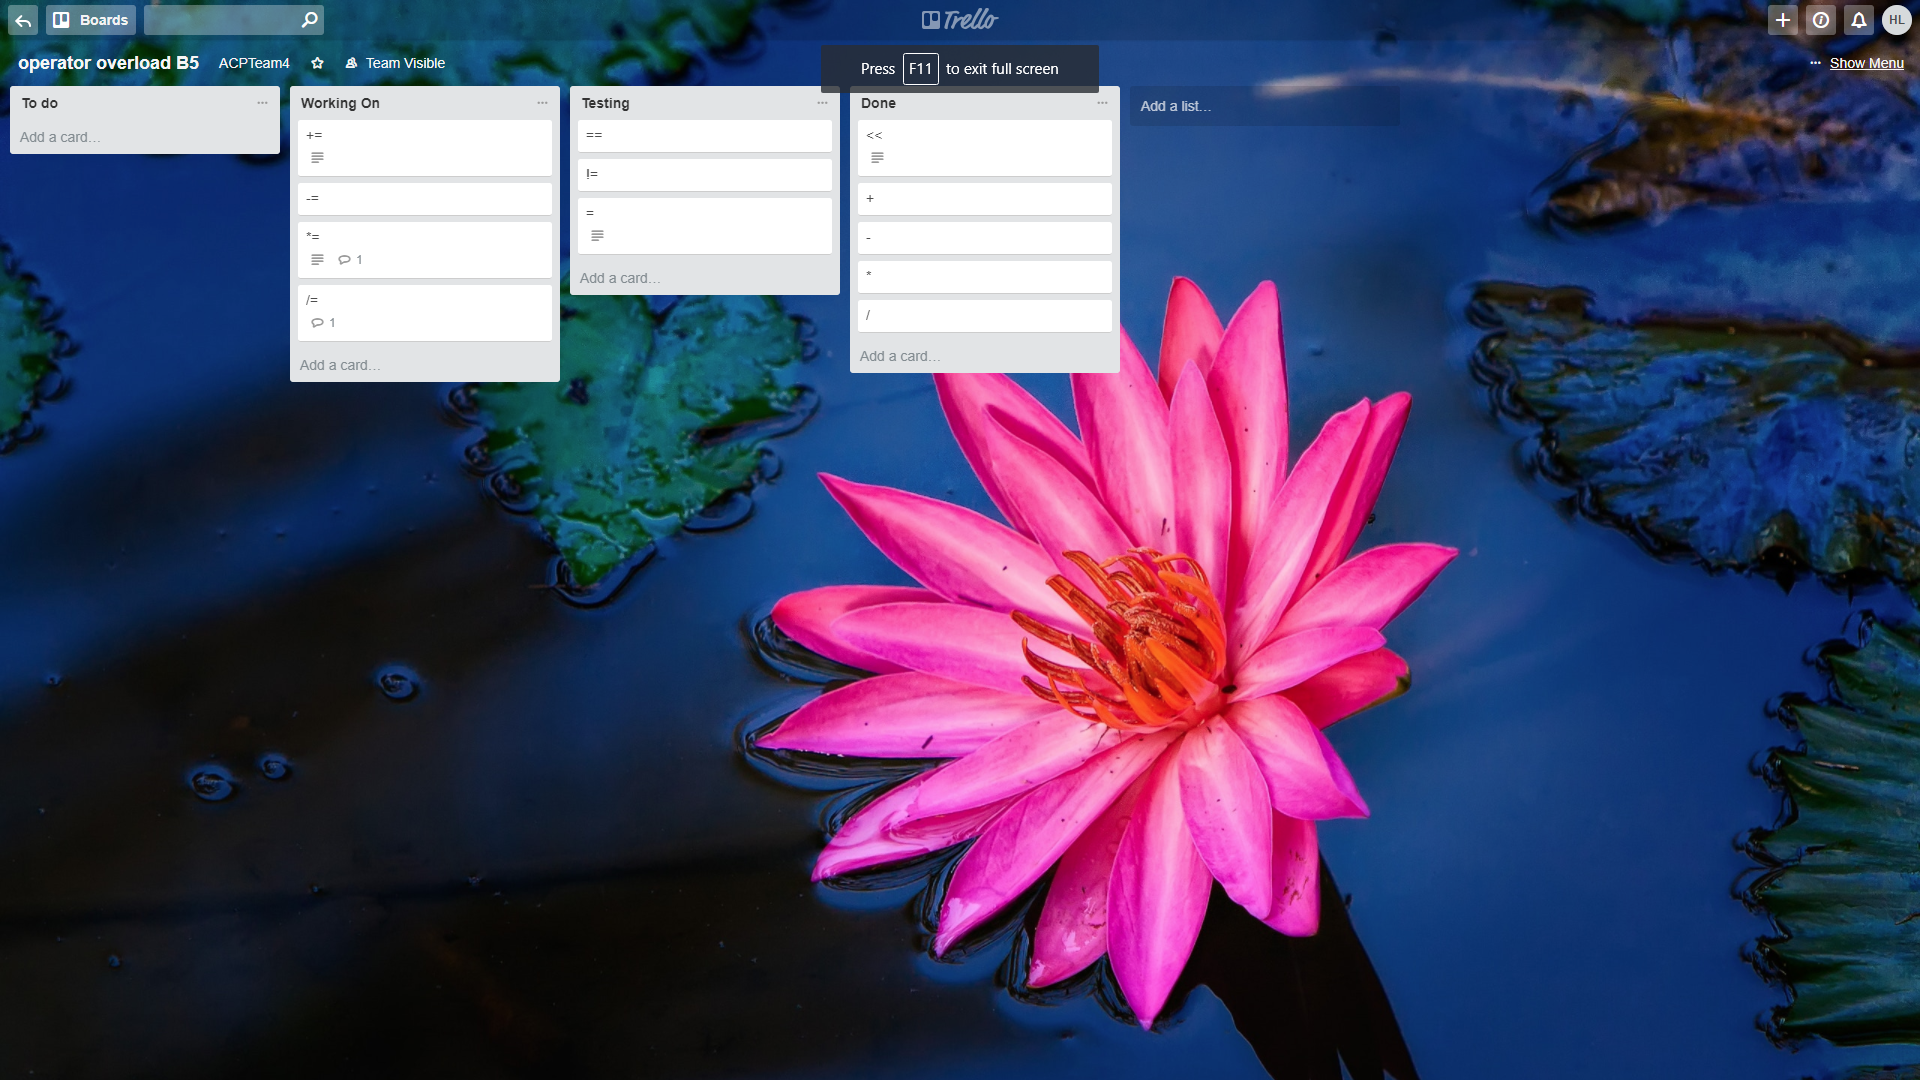 Boards
Trello
HL
operator overload B5
ACPTeam4
Team Visible
Press F11 to exit full screen
... Show Menu
To do
...
Add a card...
Working On
...
+=
-=
*=
1
/=
1
Add a card...
Testing
...
==
!=
=
Add a card...
Done
...
<<
+
-
*
/
Add a card...
Add a list...